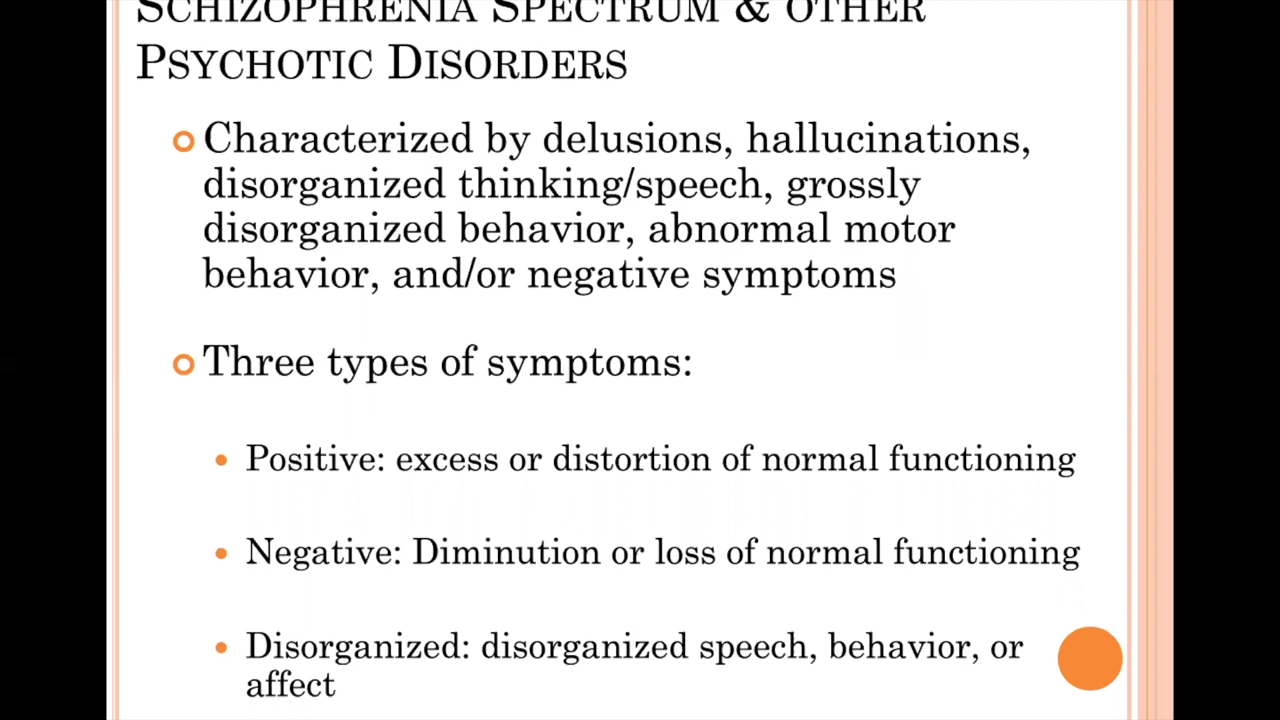 Schizophrenia Spectrum & other
Psychotic Disorders
Characterized by delusions, hallucinations,
disorganized thinking/speech, grossly
disorganized behavior, abnormal motor
behavior, and/or negative symptoms
Three types of symptoms:
Positive: excess or distortion of normal functioning
Negative: Diminution or loss of normal functioning
Disorganized: disorganized speech, behavior, or
affect